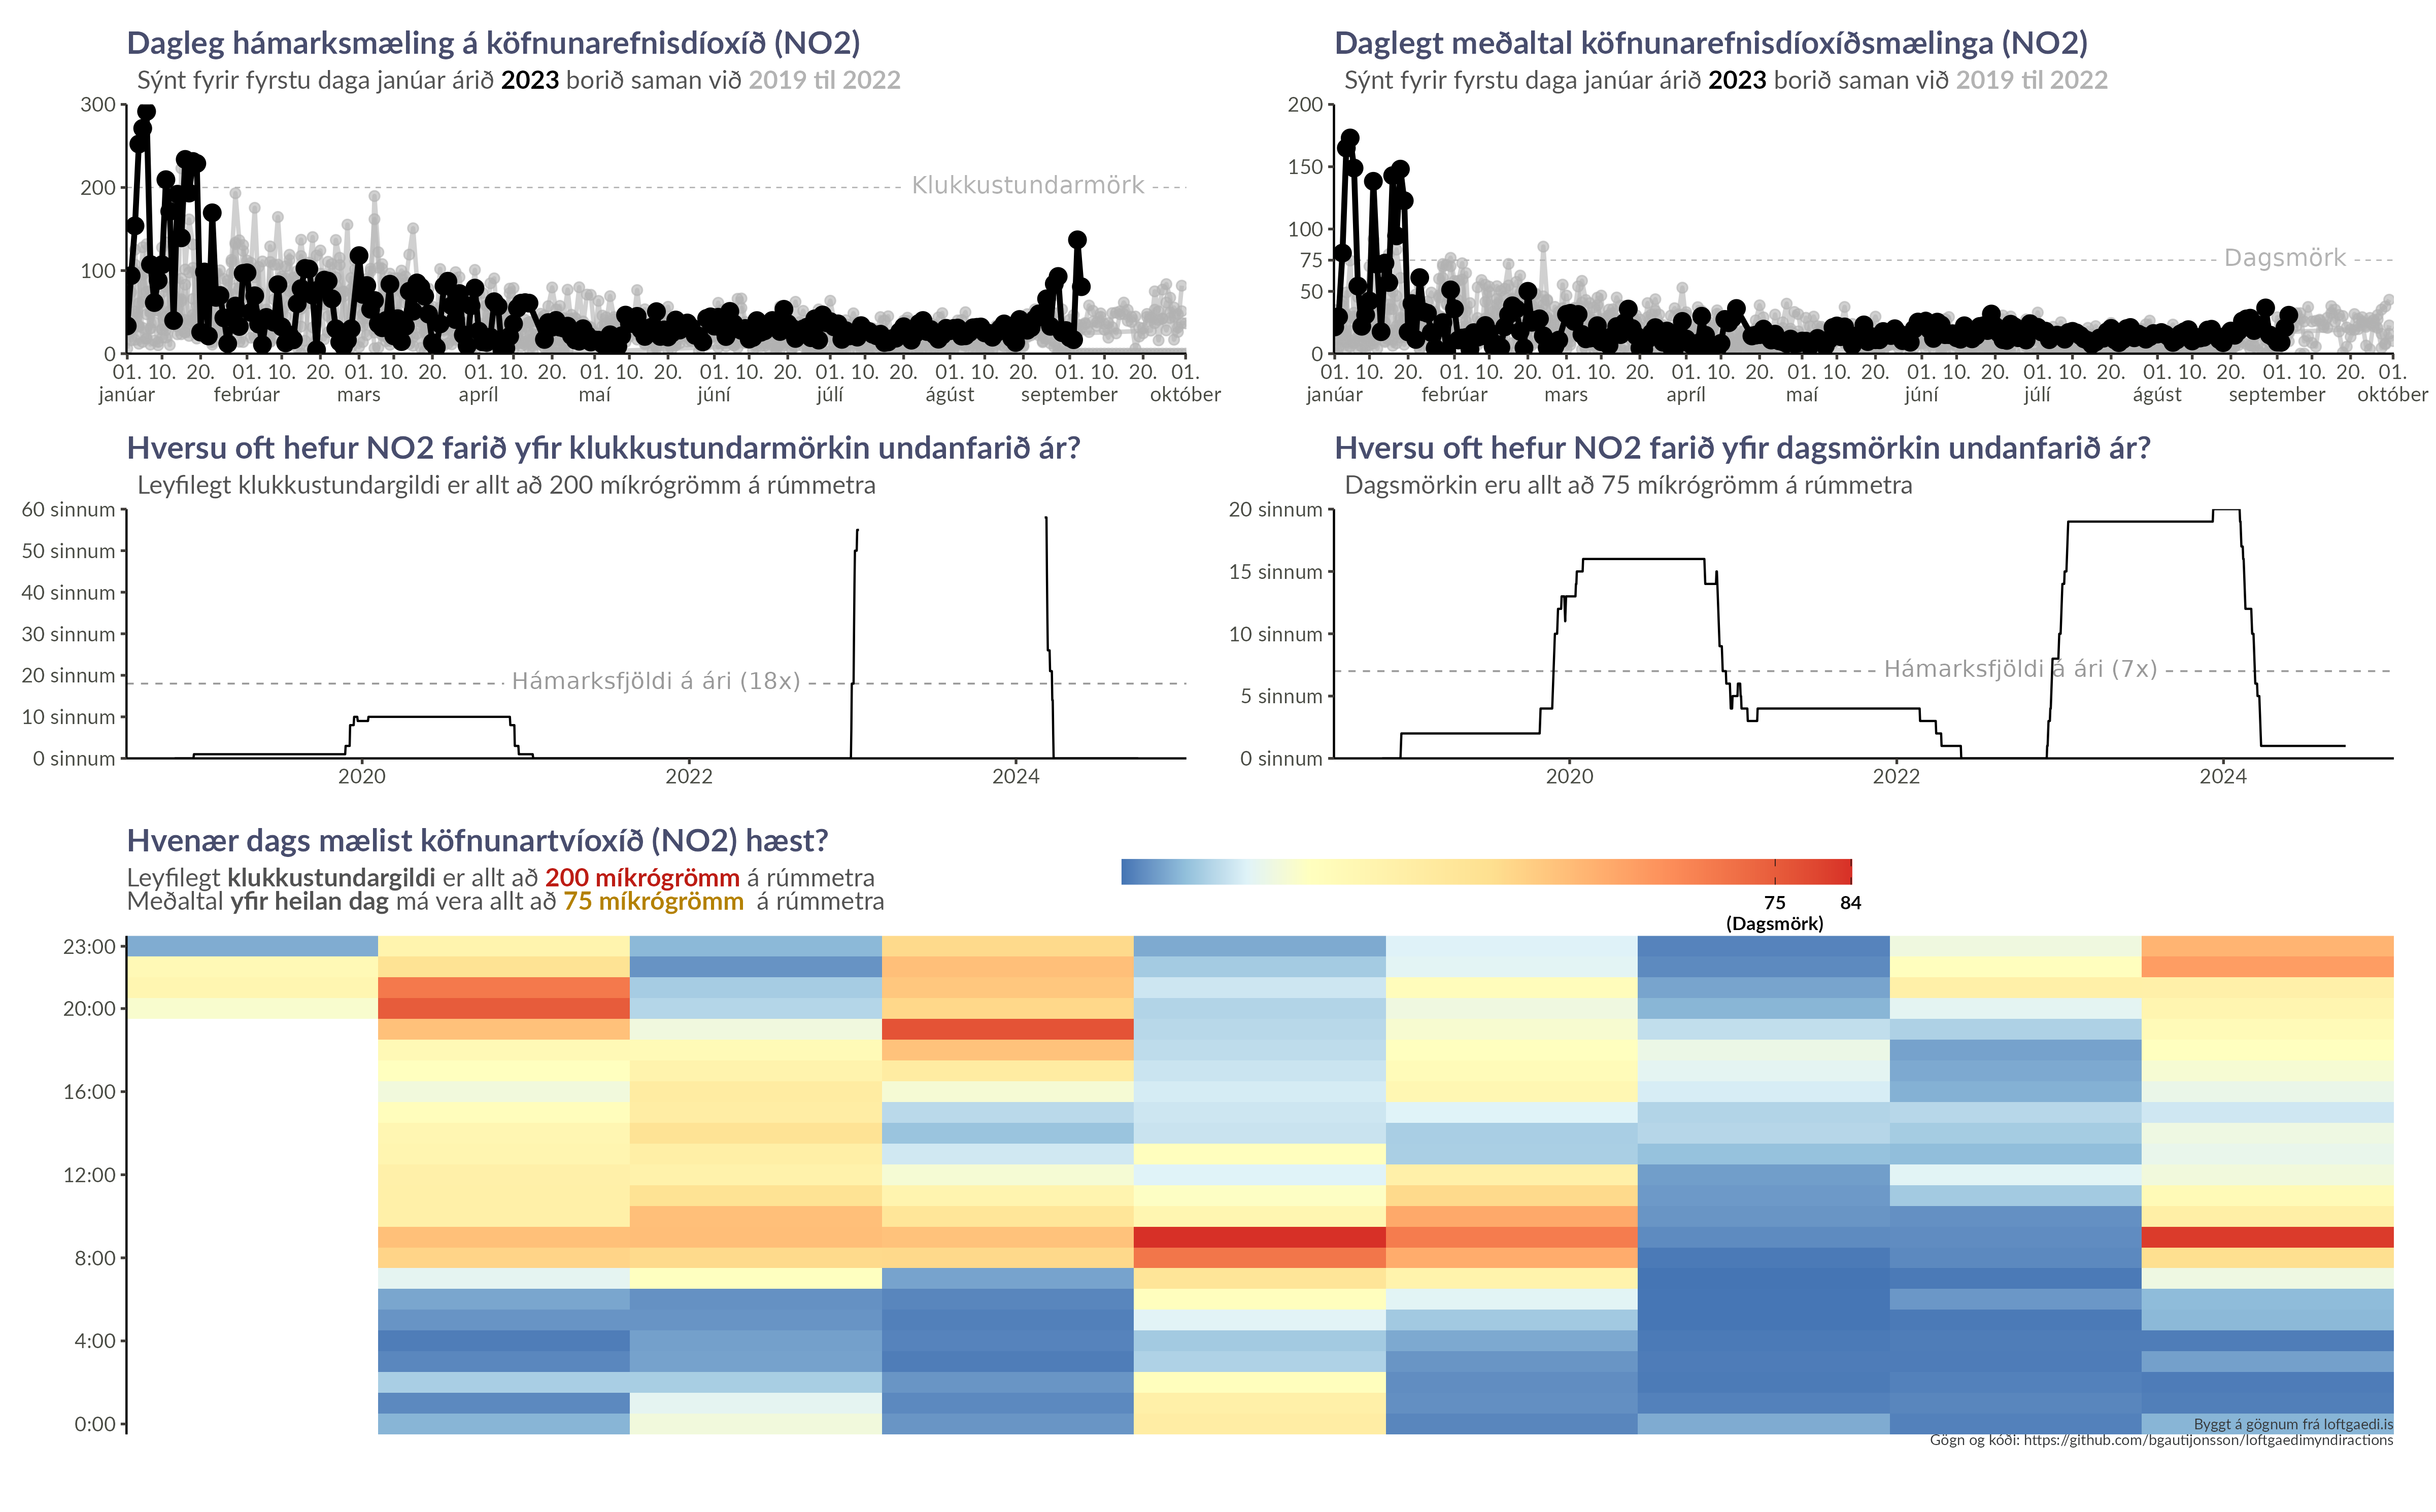 Dagleg hámarksmæling á köfnunarefnisdíoxíð (NO2)
Sýnt fyrir fyrstu daga janúar árið 2023 borið saman við 2019 til 2022
300
200
100
0
Klukkustundarmörk
01. 10. 20. 01. 10. 20. 01. 10. 20. 01. 10. 20. 01. 10. 20. 01. 10. 20. 01. 10. 20. 01. 10. 20. 01. 10. 20. 01.
janúar febrúar mars apríl maí júní júlí ágúst september október
Daglegt meðaltal köfnunarefnisdíoxíðsmælinga (NO2)
Sýnt fyrir fyrstu daga janúar árið 2023 borið saman við 2019 til 2022
200
150
100
75
50
0
Dagsmörk
01. 10. 20. 01. 10. 20. 01. 10. 20. 01. 10. 20. 01. 10. 20. 01. 10. 20. 01. 10. 20. 01. 10. 20. 01. 10. 20. 01.
janúar febrúar mars apríl maí júní júlí ágúst september október
Hversu oft hefur NO2 farið yfir klukkustundarmörkin undanfarið ár?
Leyfilegt klukkustundargildi er allt að 200 míkrógrömm á rúmmetra
60 sinnum
50 sinnum
40 sinnum
30 sinnum
20 sinnum
10 sinnum
0 sinnum
Hámarksfjöldi á ári (18x)
2020 2022 2024
Hversu oft hefur NO2 farið yfir dagsmörkin undanfarið ár?
Dagsmörkin eru allt að 75 míkrógrömm á rúmmetra
20 sinnum
15 sinnum
10 sinnum
5 sinnum
0 sinnum
Hámarksfjöldi á ári (7x)
2020 2022 2024
Hvenær dags mælist köfnunartvíoxíð (NO2) hæst?
Leyfilegt klukkustundargildi er allt að 200 míkrógrömm á rúmmetra
Meðaltal yfir heilan dag má vera allt að 75 míkrógrömm á rúmmetra
75 84
(Dagsmörk)
23:00
20:00
16:00
12:00
8:00
4:00
0:00
Byggt á gögnum frá loftgaedi.is
Gögn og kóði: https://github.com/bgautijonsson/loftgaedimyndiractions